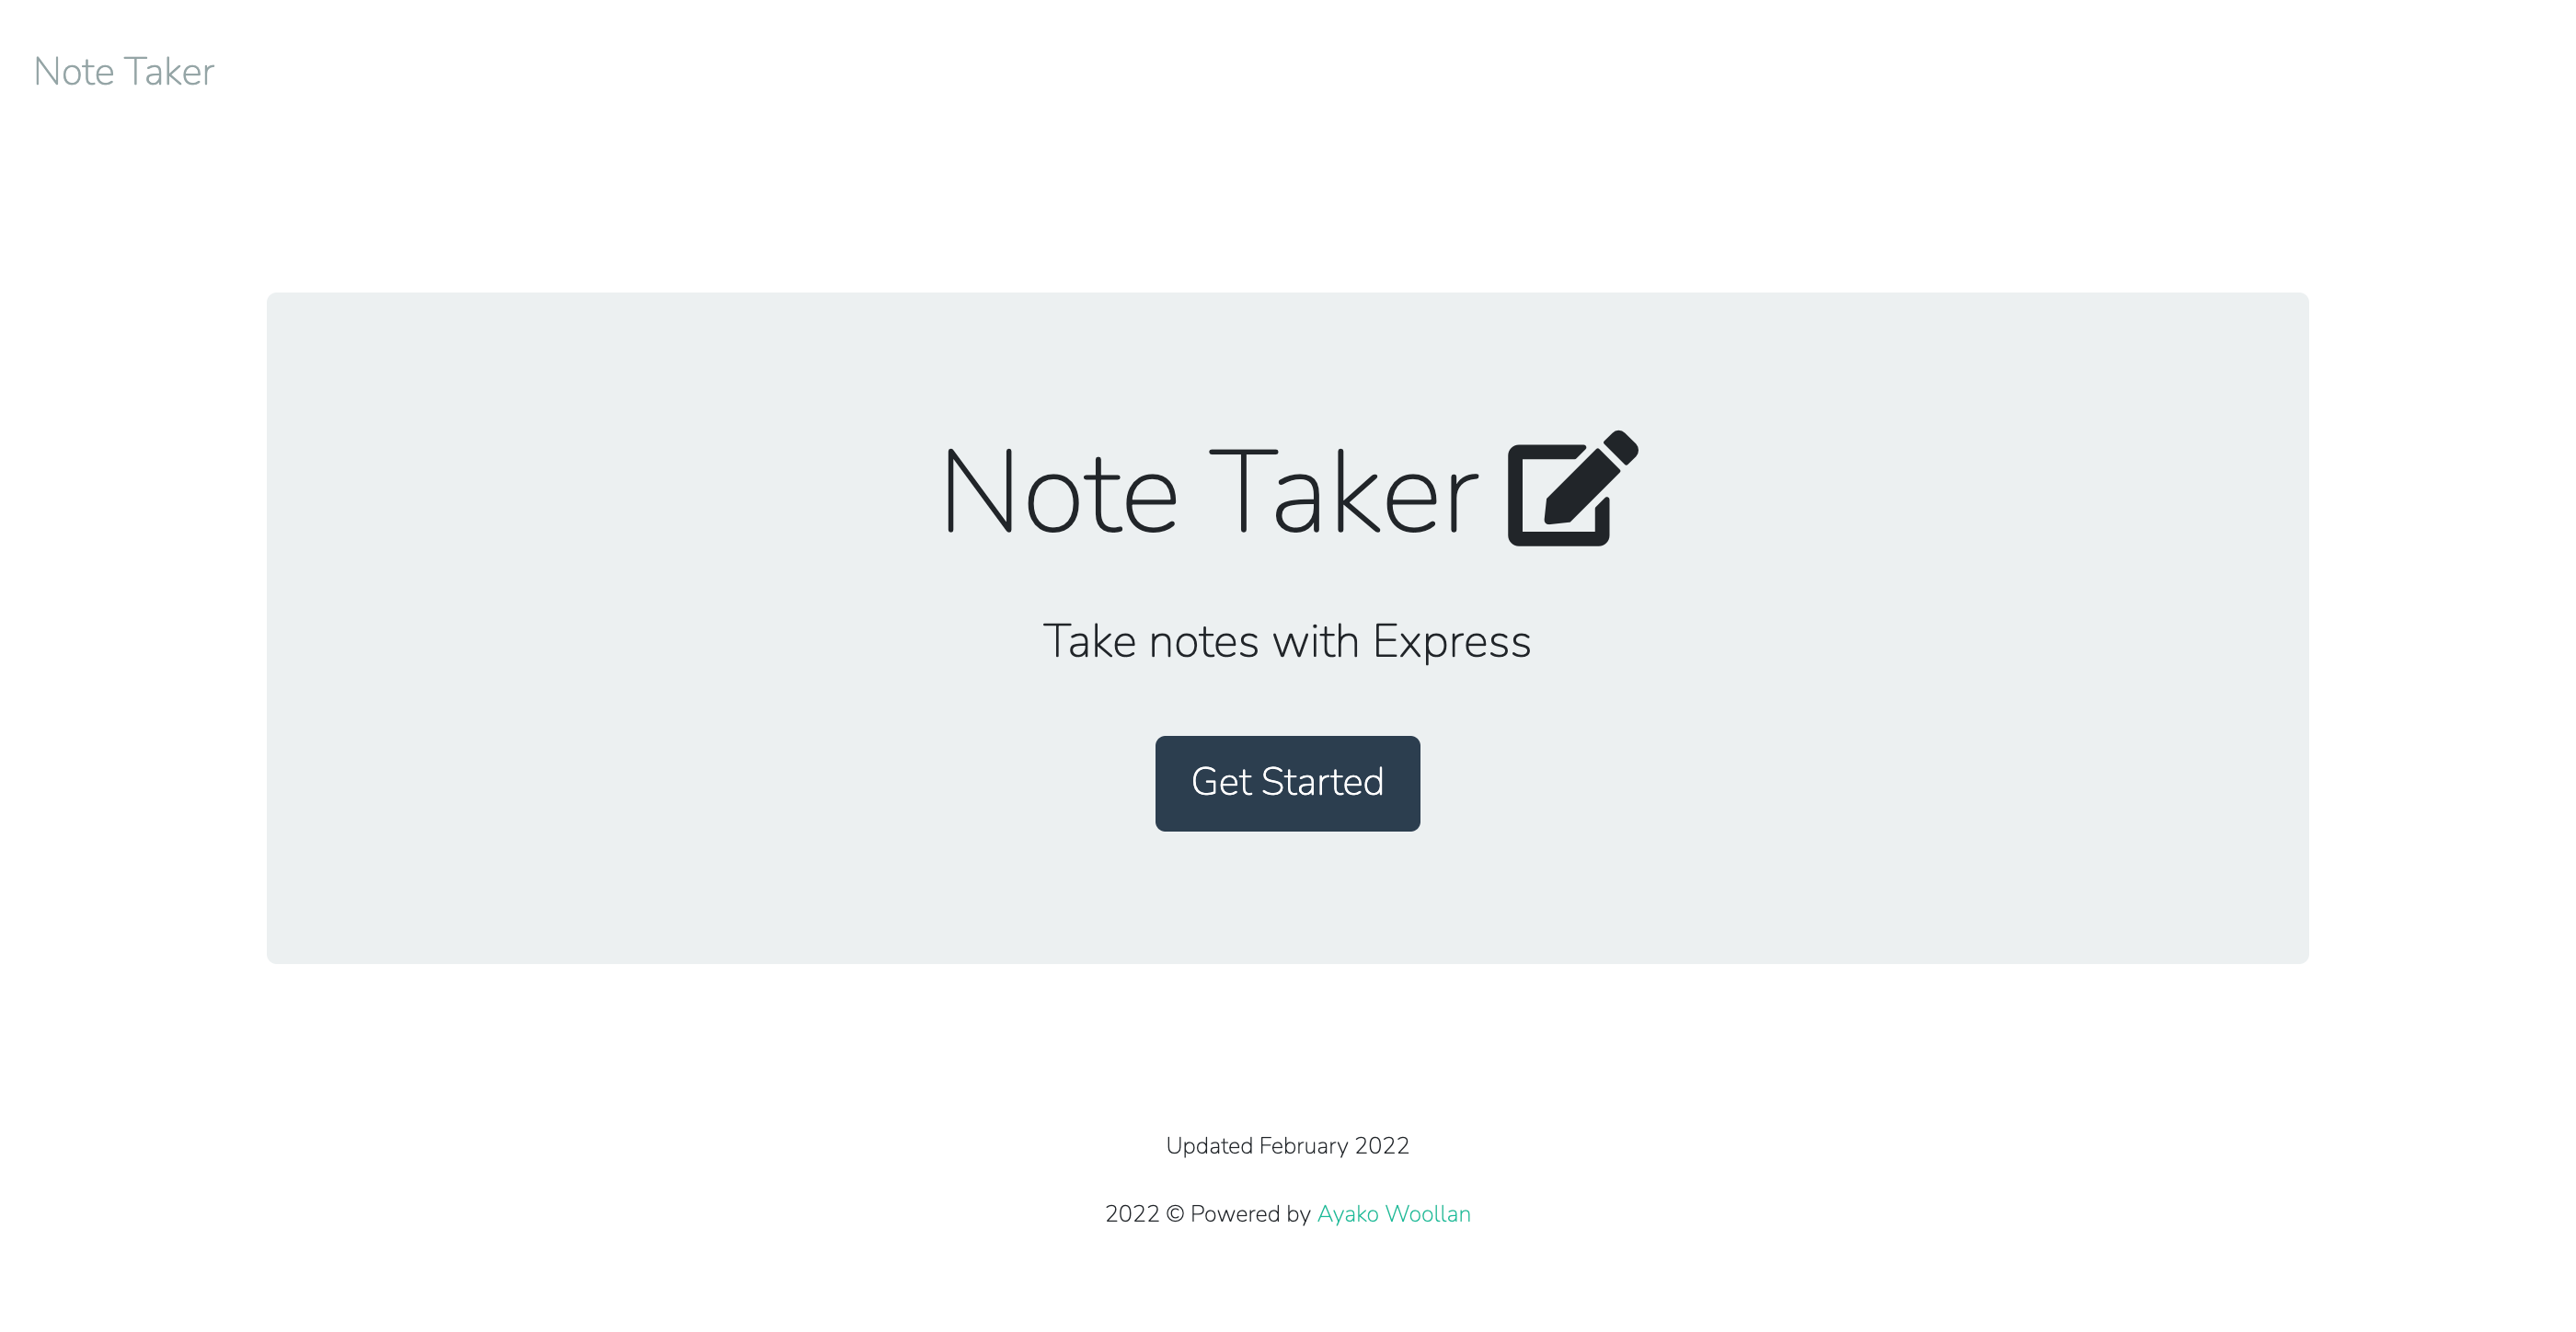 Note Taker
Note Taker
Take notes with Express
Get Started
Updated February 2022
2022 © Powered by Ayako Woollan